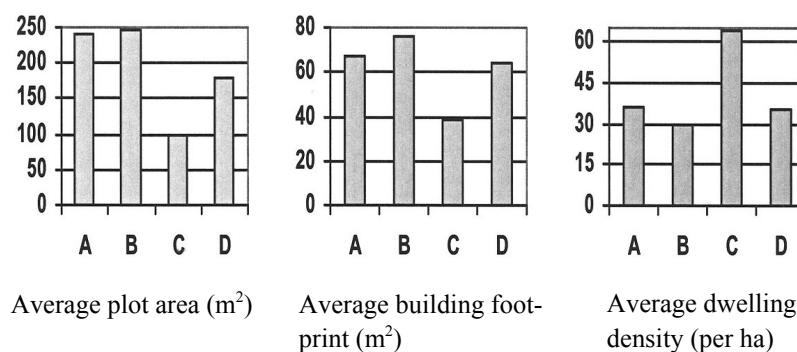 250
200
150
100
50
0
A B C D
Average plot area (m²)
80
60
40
20
0
A B C D
Average building foot-
print (m²)
60
45
30
15
0
A B C D
Average dwelling
density (per ha)